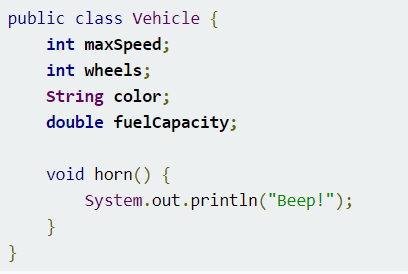 public class Vehicle {
    int maxSpeed;
    int wheels;
    String color;
    double fuelCapacity;

    void horn() {
        System.out.println("Beep!");
    }
}